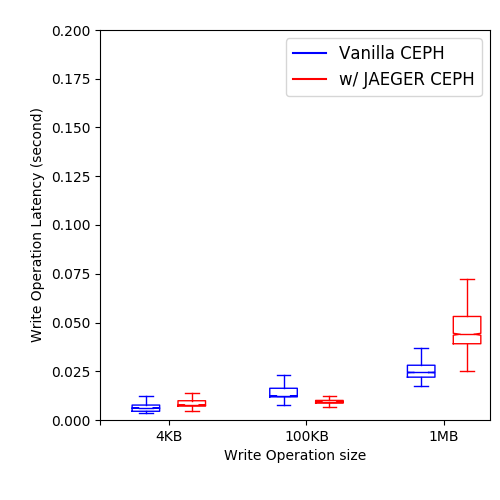 0.200
Vanilla CEPH
w/ JAEGER CEPH
0.175
0.150
0.125
0.100
0.075
0.050
0.025
0.000
Write Operation Latency (second)
4KB 100KB 1MB
Write Operation size